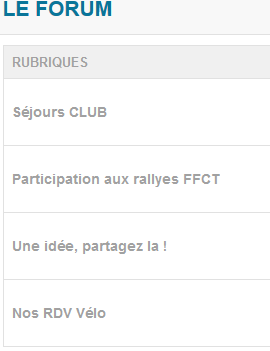 LE FORUM
RUBRIQUES
Séjours CLUB
Participation aux rallyes FFCT
Une idée, partagez la !
Nos RDV Vélo